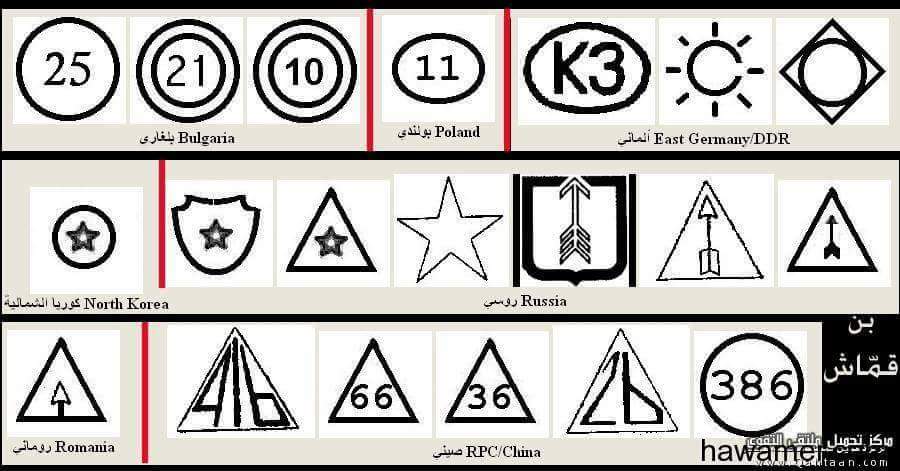 25 21 10 11 K3
بلغاري Bulgaria
بولندي Poland
ألماني East Germany/DDR
كوريا الشمالية North Korea
روسي Russia
416 66 36 26 386
روماني Romania
صيني RPC/China
بن
قمّاش
مركز تحميل ملتقى التقوى
hawamer